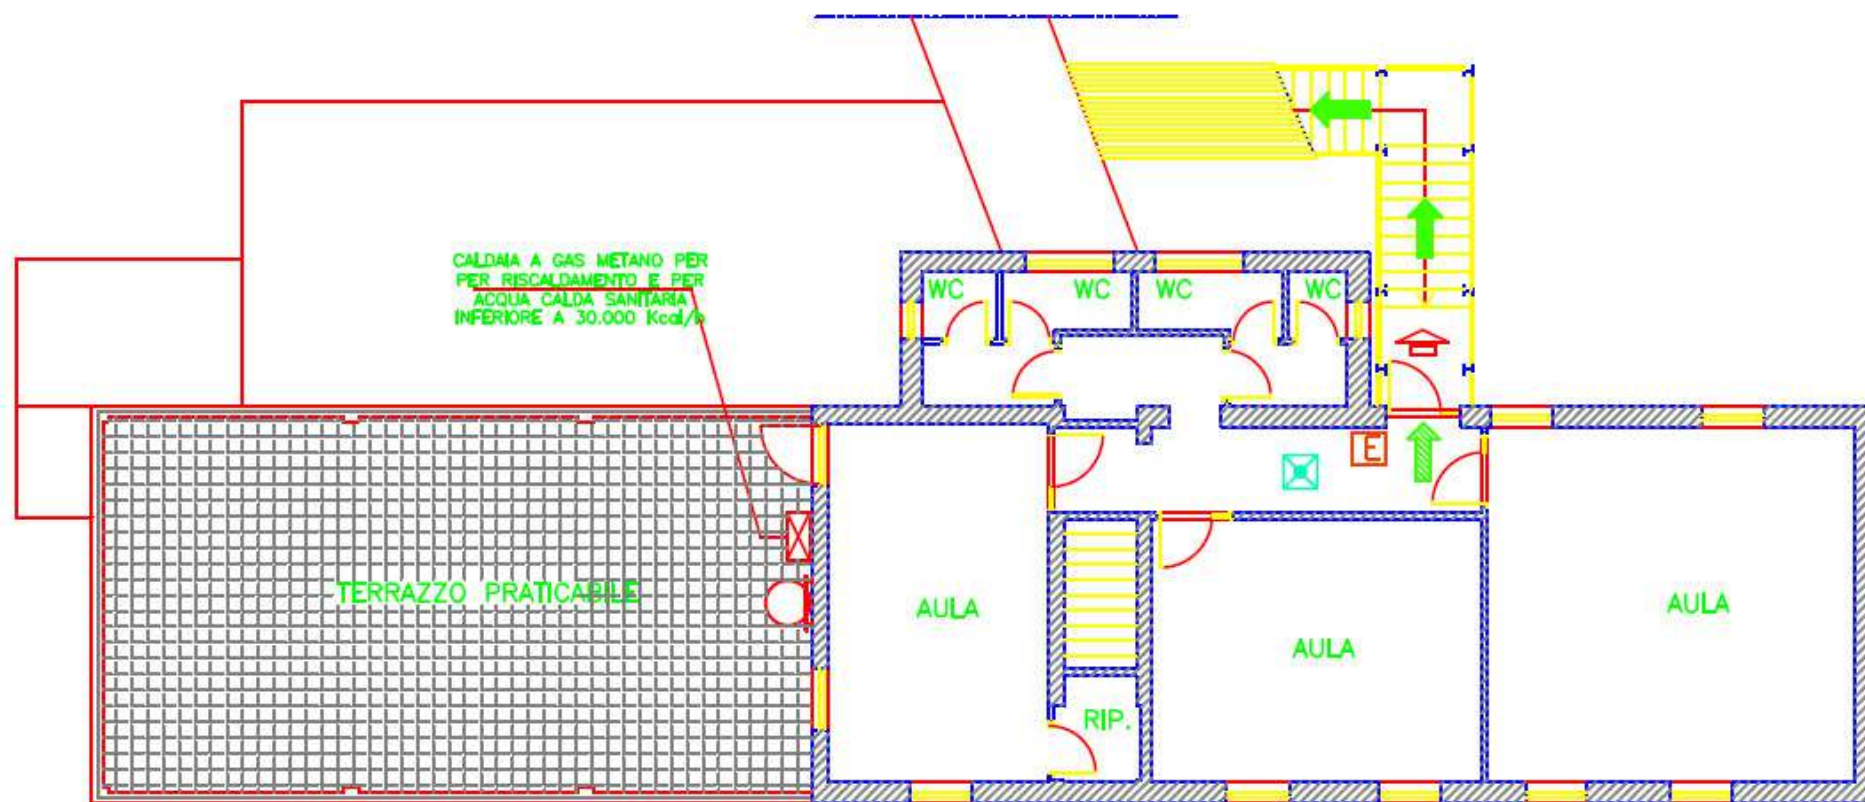 CALDAIA A GAS METANO PER
PER RISCALDAMENTO E PER
ACQUA CALDA SANITARIA
INFERIORE A 30.000 Kcal/h
WC
WC
WC
WC
E
TERRAZZO PRATICABILE
AULA
AULA
AULA
RIP.